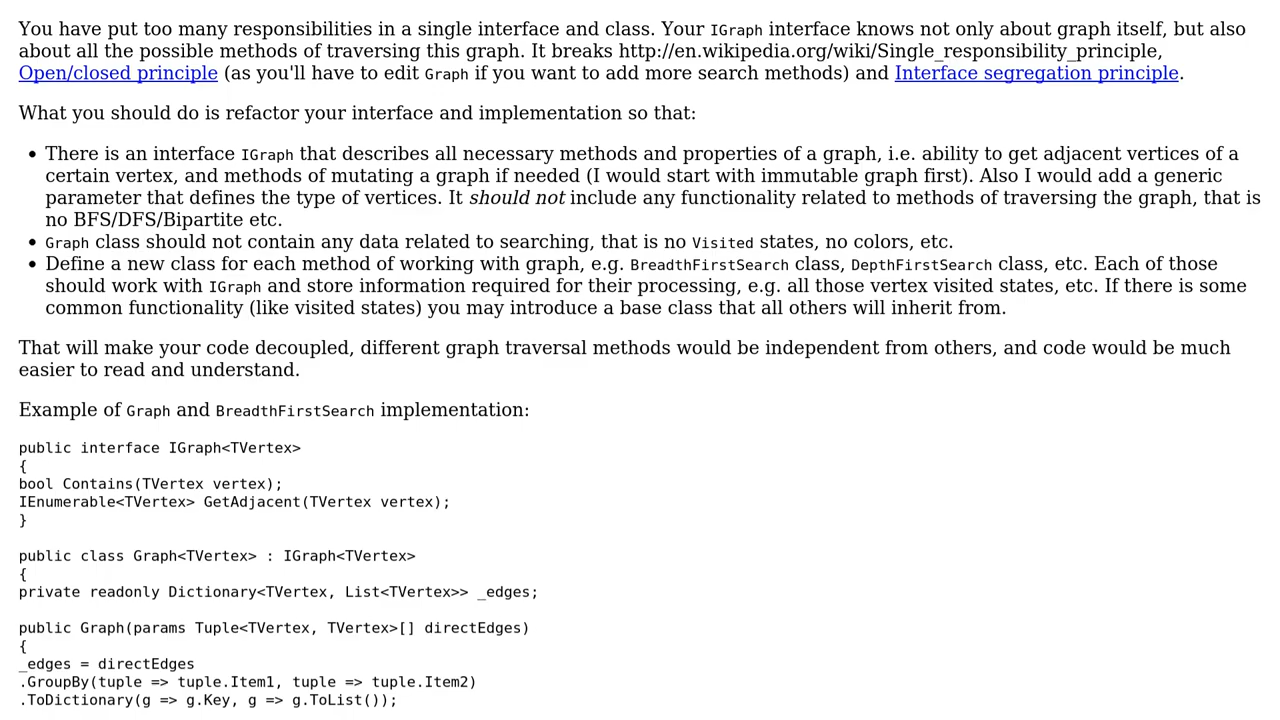 You have put too many responsibilities in a single interface and class. Your IGraph interface knows not only about graph itself, but also
about all the possible methods of traversing this graph. It breaks http://en.wikipedia.org/wiki/Single_responsibility_principle,
Open/closed principle (as you'll have to edit Graph if you want to add more search methods) and Interface segregation principle.
What you should do is refactor your interface and implementation so that:
• There is an interface IGraph that describes all necessary methods and properties of a graph, i.e. ability to get adjacent vertices of a
certain vertex, and methods of mutating a graph if needed (I would start with immutable graph first). Also I would add a generic
parameter that defines the type of vertices. It should not include any functionality related to methods of traversing the graph, that is
no BFS/DFS/Bipartite etc.
• Graph class should not contain any data related to searching, that is no Visited states, no colors, etc.
• Define a new class for each method of working with graph, e.g. BreadthFirstSearch class, DepthFirstSearch class, etc. Each of those
should work with IGraph and store information required for their processing, e.g. all those vertex visited states, etc. If there is some
common functionality (like visited states) you may introduce a base class that all others will inherit from.
That will make your code decoupled, different graph traversal methods would be independent from others, and code would be much
easier to read and understand.
Example of Graph and BreadthFirstSearch implementation:
public interface IGraph<TVertex>
{
bool Contains(TVertex vertex);
IEnumerable<TVertex> GetAdjacent(TVertex vertex);
}
public class Graph<TVertex> : IGraph<TVertex>
{
private readonly Dictionary<TVertex, List<TVertex>> _edges;
public Graph(params Tuple<TVertex, TVertex>[] directEdges)
{
_edges = directEdges
.GroupBy(tuple => tuple.Item1, tuple => tuple.Item2)
.ToDictionary(g => g.Key, g => g.ToList());